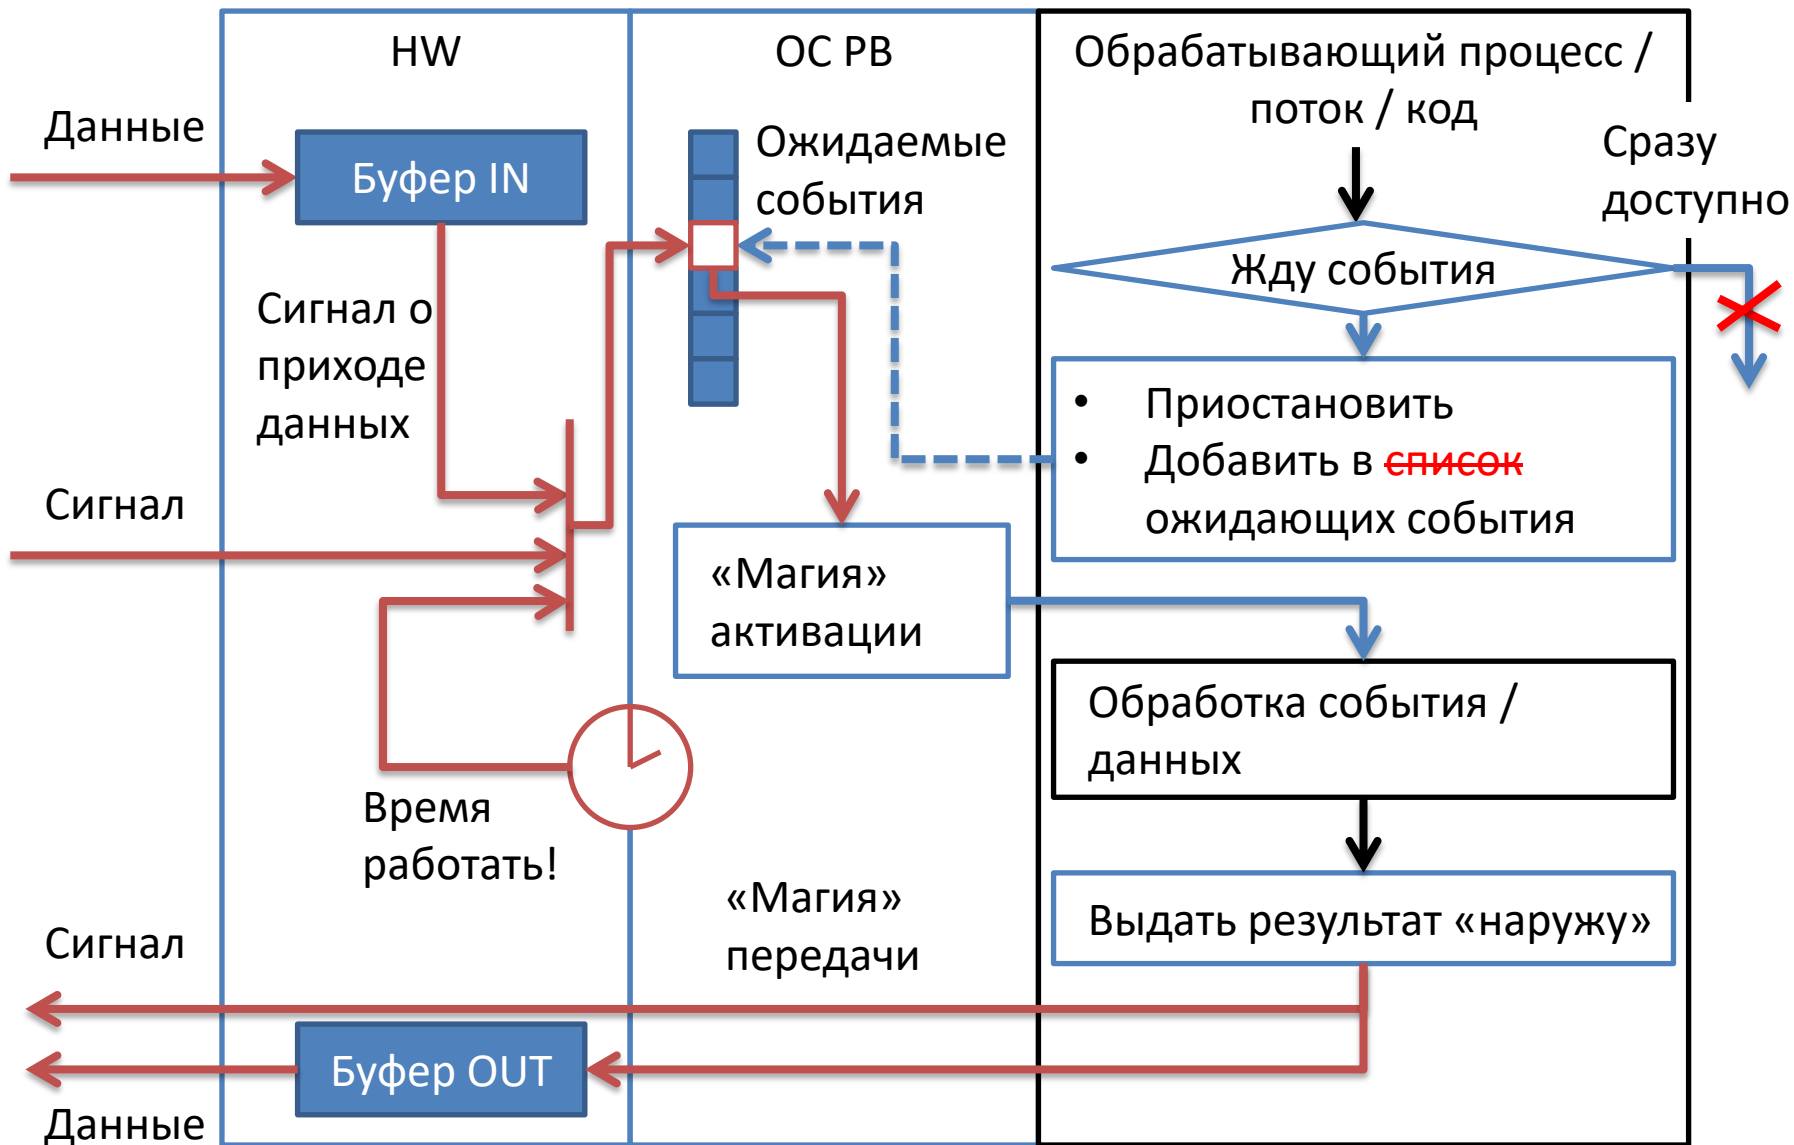 HW
ОС РВ
Обрабатывающий процесс /
поток / код
Данные
Буфер IN
Ожидаемые
события
Сразу
доступно
Жду события
Сигнал о
приходе
данных
• Приостановить
• Добавить в список
ожидающих события
Сигнал
«Магия»
активации
Обработка события /
данных
Время
работать!
«Магия»
передачи
Выдать результат «наружу»
Сигнал
Буфер OUT
Данные